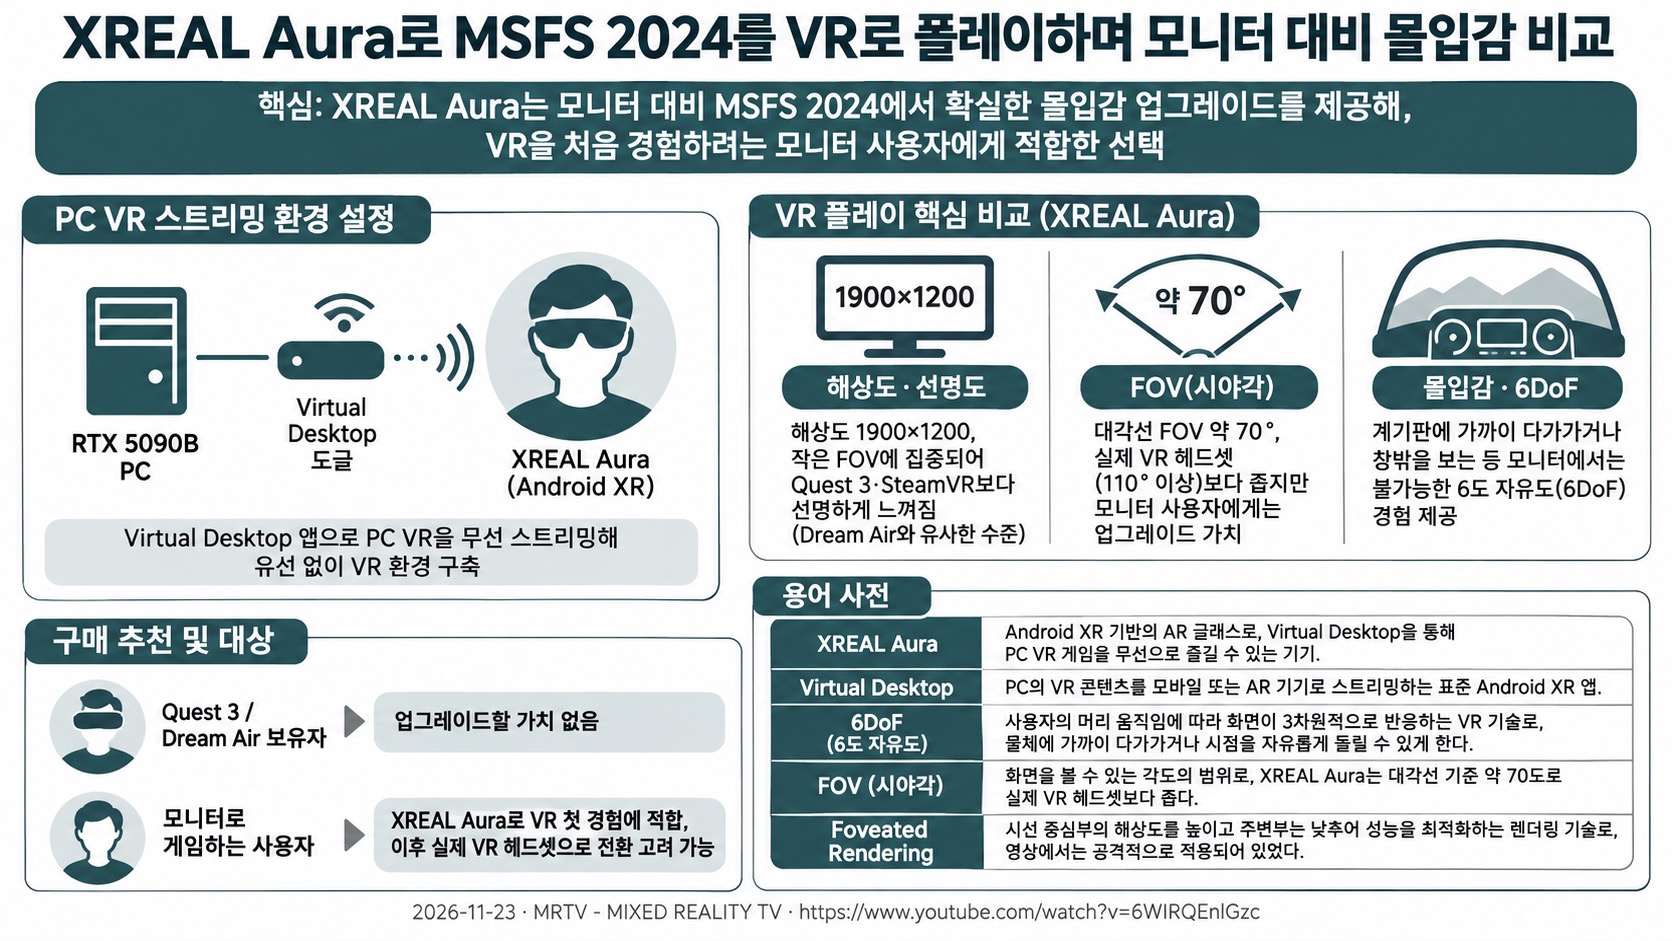 XREAL Aura로 MSFS 2024를 VR로 폴레이하며 모니터 대비 몰입감 비교
핵심: XREAL Aura는 모니터 대비 MSFS 2024에서 확실한 몰입감 업그레이드를 제공해,
VR을 처음 경험하려는 모니터 사용자에게 적합한 선택
PC VR 스트리밍 환경 설정
RTX 5090B
PC
Virtual
Desktop
도글
XREAL Aura
(Android XR)
Virtual Desktop 앱으로 PC VR을 무선 스트리밍해
유선 없이 VR 환경 구축
VR 플레이 핵심 비교 (XREAL Aura)
1900×1200
해상도 · 선명도
해상도 1900×1200,
작은 FOV에 집중되어
Quest 3·SteamVR보다
선명하게 느껴짐
(Dream Air와 유사한 수준)
약 70°
FOV(시야각)
대각선 FOV 약 70°,
실제 VR 헤드셋
(110° 이상)보다 좁지만
모니터 사용자에게는
업그레이드 가치
몰입감 · 6DoF
계기판에 가까이 다가가거나
창밖을 보는 등 모니터에서는
불가능한 6도 자유도(6DoF)
경험 제공
구매 추천 및 대상
Quest 3 /
Dream Air 보유자
업그레이드할 가치 없음
모니터로
게임하는 사용자
XREAL Aura로 VR 첫 경험에 적합,
이후 실제 VR 헤드셋으로 전환 고려 가능
용어 사전
XREAL Aura
Android XR 기반의 AR 글래스로, Virtual Desktop을 통해
PC VR 게임을 무선으로 즐길 수 있는 기기.
Virtual Desktop
PC의 VR 콘텐츠를 모바일 또는 AR 기기로 스트리밍하는 표준 Android XR 앱.
6DoF
(6도 자유도)
사용자의 머리 움직임에 따라 화면이 3차원적으로 반응하는 VR 기술로,
물체에 가까이 다가가거나 시점을 자유롭게 돌릴 수 있게 한다.
FOV (시야각)
화면을 볼 수 있는 각도의 범위로, XREAL Aura는 대각선 기준 약 70도로
실제 VR 헤드셋보다 좁다.
Foveated
Rendering
시선 중심부의 해상도를 높이고 주변부는 낮추어 성능을 최적화하는 렌더링 기술로,
영상에서는 공격적으로 적용되어 있었다.
2026-11-23 · MRTV - MIXED REALITY TV · https://www.youtube.com/watch?v=6WIRQEnlGzc